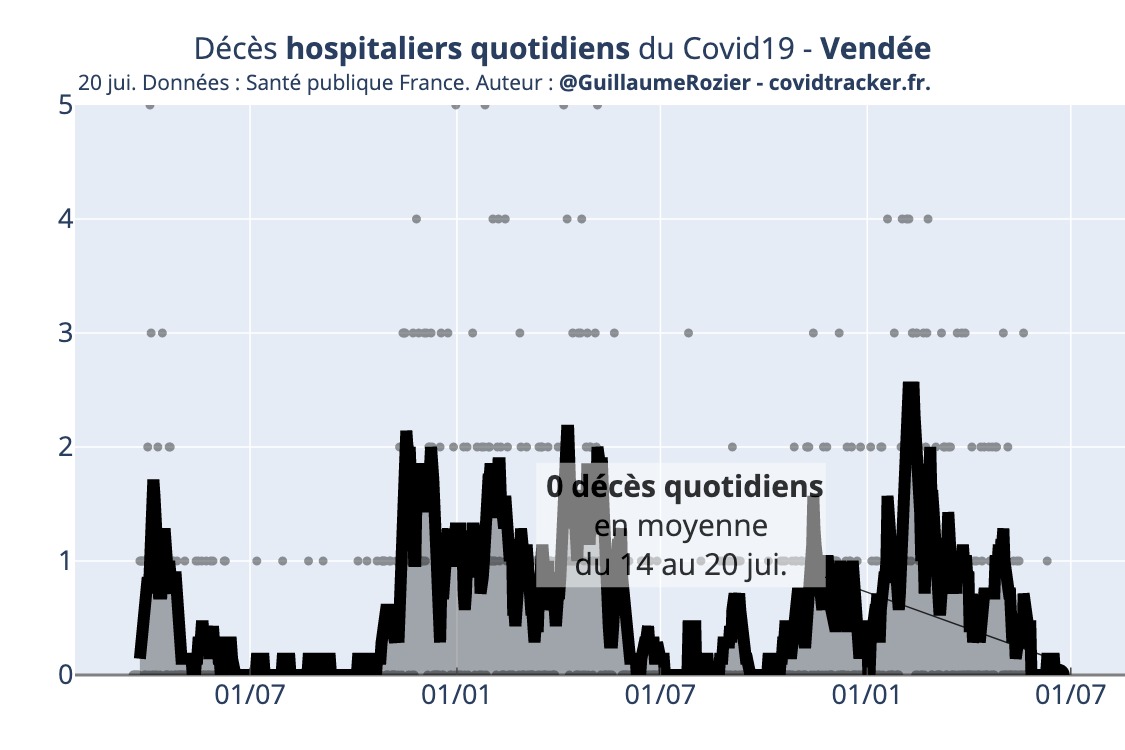 Décès hospitaliers quotidiens du Covid19 - Vendée
20 jui. Données : Santé publique France. Auteur : @GuillaumeRozier - covidtracker.fr.
5
4
3
2
1
0
0 décès quotidiens
en moyenne
du 14 au 20 jui.
01/07 01/01 01/07 01/01 01/07